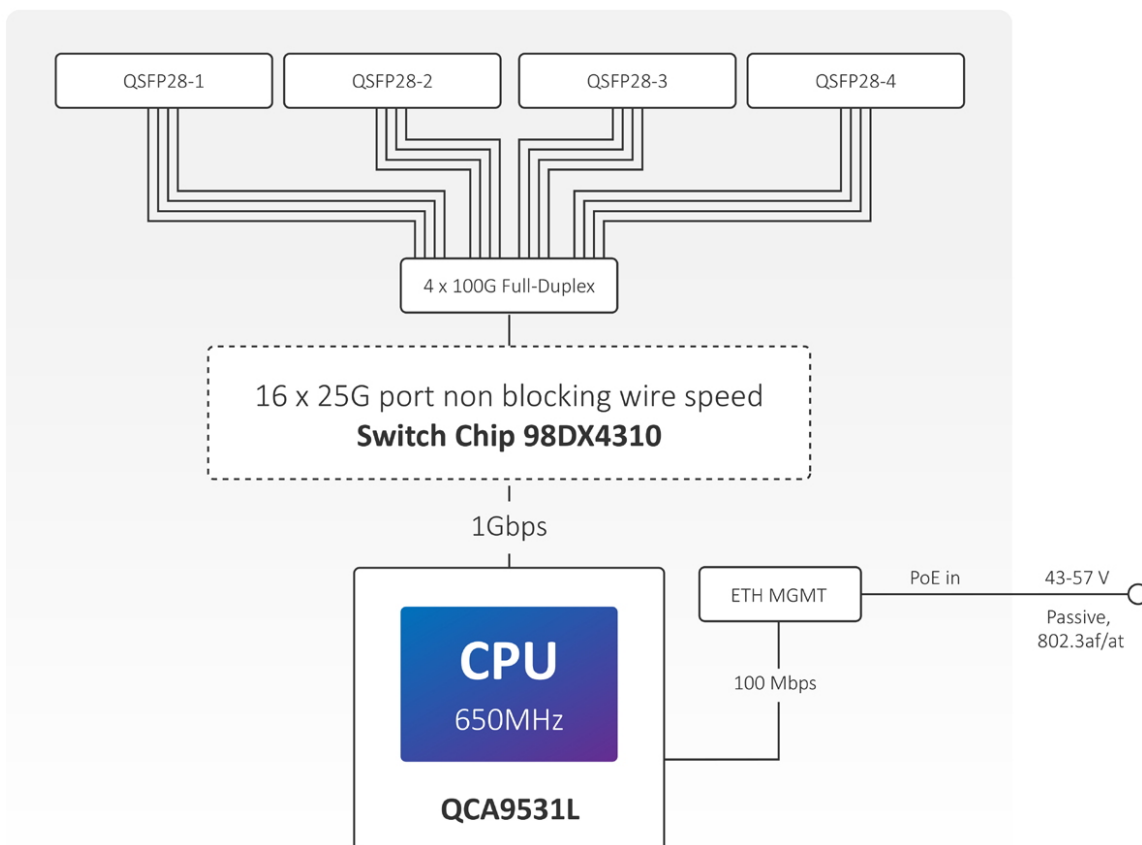 QSFP28-1
QSFP28-2
QSFP28-3
QSFP28-4
4 x 100G Full-Duplex
16 x 25G port non blocking wire speed
Switch Chip 98DX4310
1Gbps
ETH MGMT
PoE in
43-57 V
Passive,
802.3af/at
100 Mbps
CPU
650MHz
QCA9531L